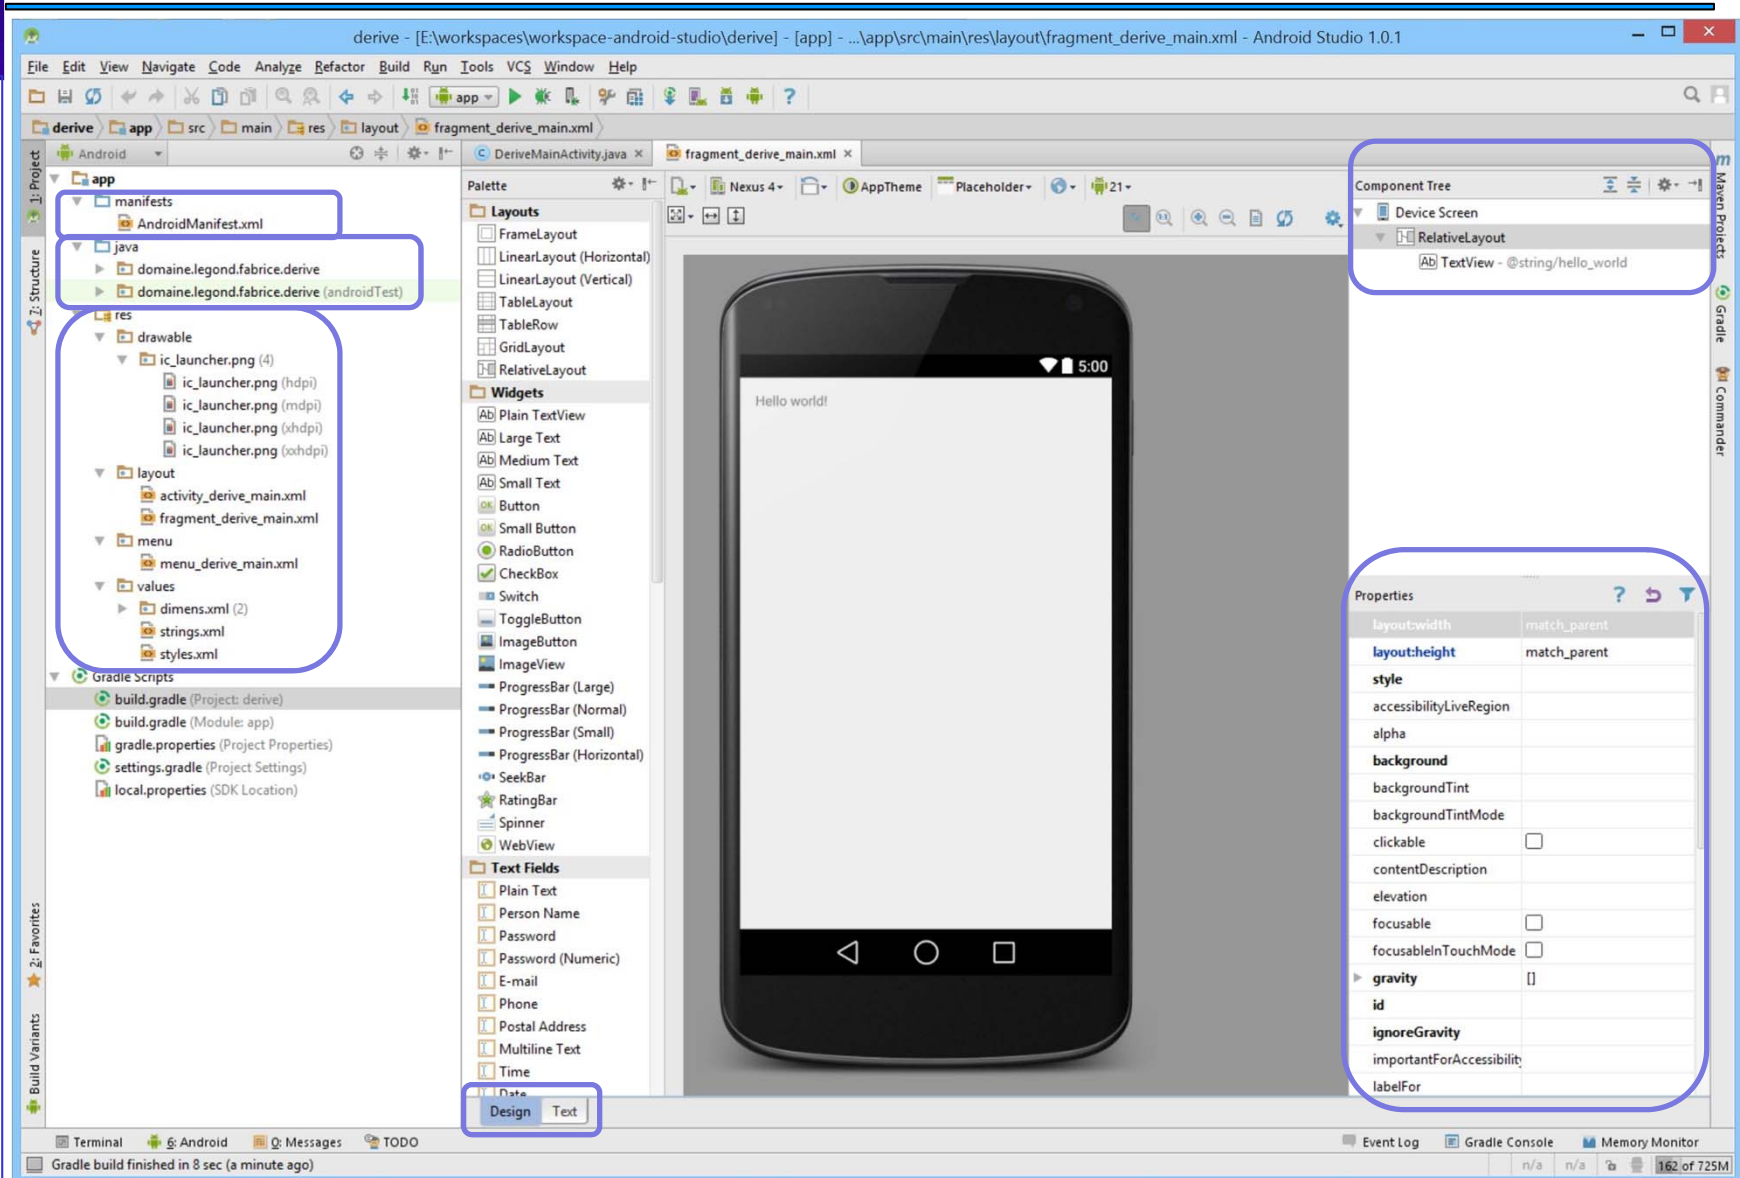 derive - [E:\workspaces\workspace-android-studio\derive] - [app] - ...\app\src\main\res\layout\fragment_derive_main.xml - Android Studio 1.0.1
File Edit View Navigate Code Analyze Refactor Build Run Tools VCS Window Help
app
derive app src main res layout fragment_derive_main.xml
1: Project
7: Structure
2: Favorites
Build Variants
Android
app
manifests
AndroidManifest.xml
java
domaine.legond.fabrice.derive
domaine.legond.fabrice.derive (androidTest)
res
drawable
ic_launcher.png (4)
ic_launcher.png (hdpi)
ic_launcher.png (mdpi)
ic_launcher.png (xhdpi)
ic_launcher.png (xxhdpi)
layout
activity_derive_main.xml
fragment_derive_main.xml
menu
menu_derive_main.xml
values
dimens.xml (2)
strings.xml
styles.xml
Gradle Scripts
build.gradle (Project: derive)
build.gradle (Module: app)
gradle.properties (Project Properties)
settings.gradle (Project Settings)
local.properties (SDK Location)
DeriveMainActivity.java fragment_derive_main.xml
Palette
Layouts
FrameLayout
LinearLayout (Horizontal)
LinearLayout (Vertical)
TableLayout
TableRow
GridLayout
RelativeLayout
Widgets
Ab Plain TextView
Ab Large Text
Ab Medium Text
Ab Small Text
OK Button
OK Small Button
RadioButton
CheckBox
Switch
ToggleButton
ImageButton
ImageView
ProgressBar (Large)
ProgressBar (Normal)
ProgressBar (Small)
ProgressBar (Horizontal)
SeekBar
RatingBar
Spinner
WebView
Text Fields
Plain Text
Person Name
Password
Password (Numeric)
E-mail
Phone
Postal Address
Multiline Text
Time
Date
Design Text
Nexus 4 AppTheme Placeholder 21
5:00
Hello world!
Component Tree
Device Screen
RelativeLayout
Ab TextView - @string/hello_world
Properties
layout:width match_parent
layout:height match_parent
style
accessibilityLiveRegion
alpha
background
backgroundTint
backgroundTintMode
clickable
contentDescription
elevation
focusable
focusableInTouchMode
gravity []
id
ignoreGravity
importantForAccessibility
labelFor
m Maven Projects
Gradle
Commander
Terminal 6: Android 0: Messages TODO
Event Log Gradle Console Memory Monitor
Gradle build finished in 8 sec (a minute ago)
n/a n/a 162 of 725M